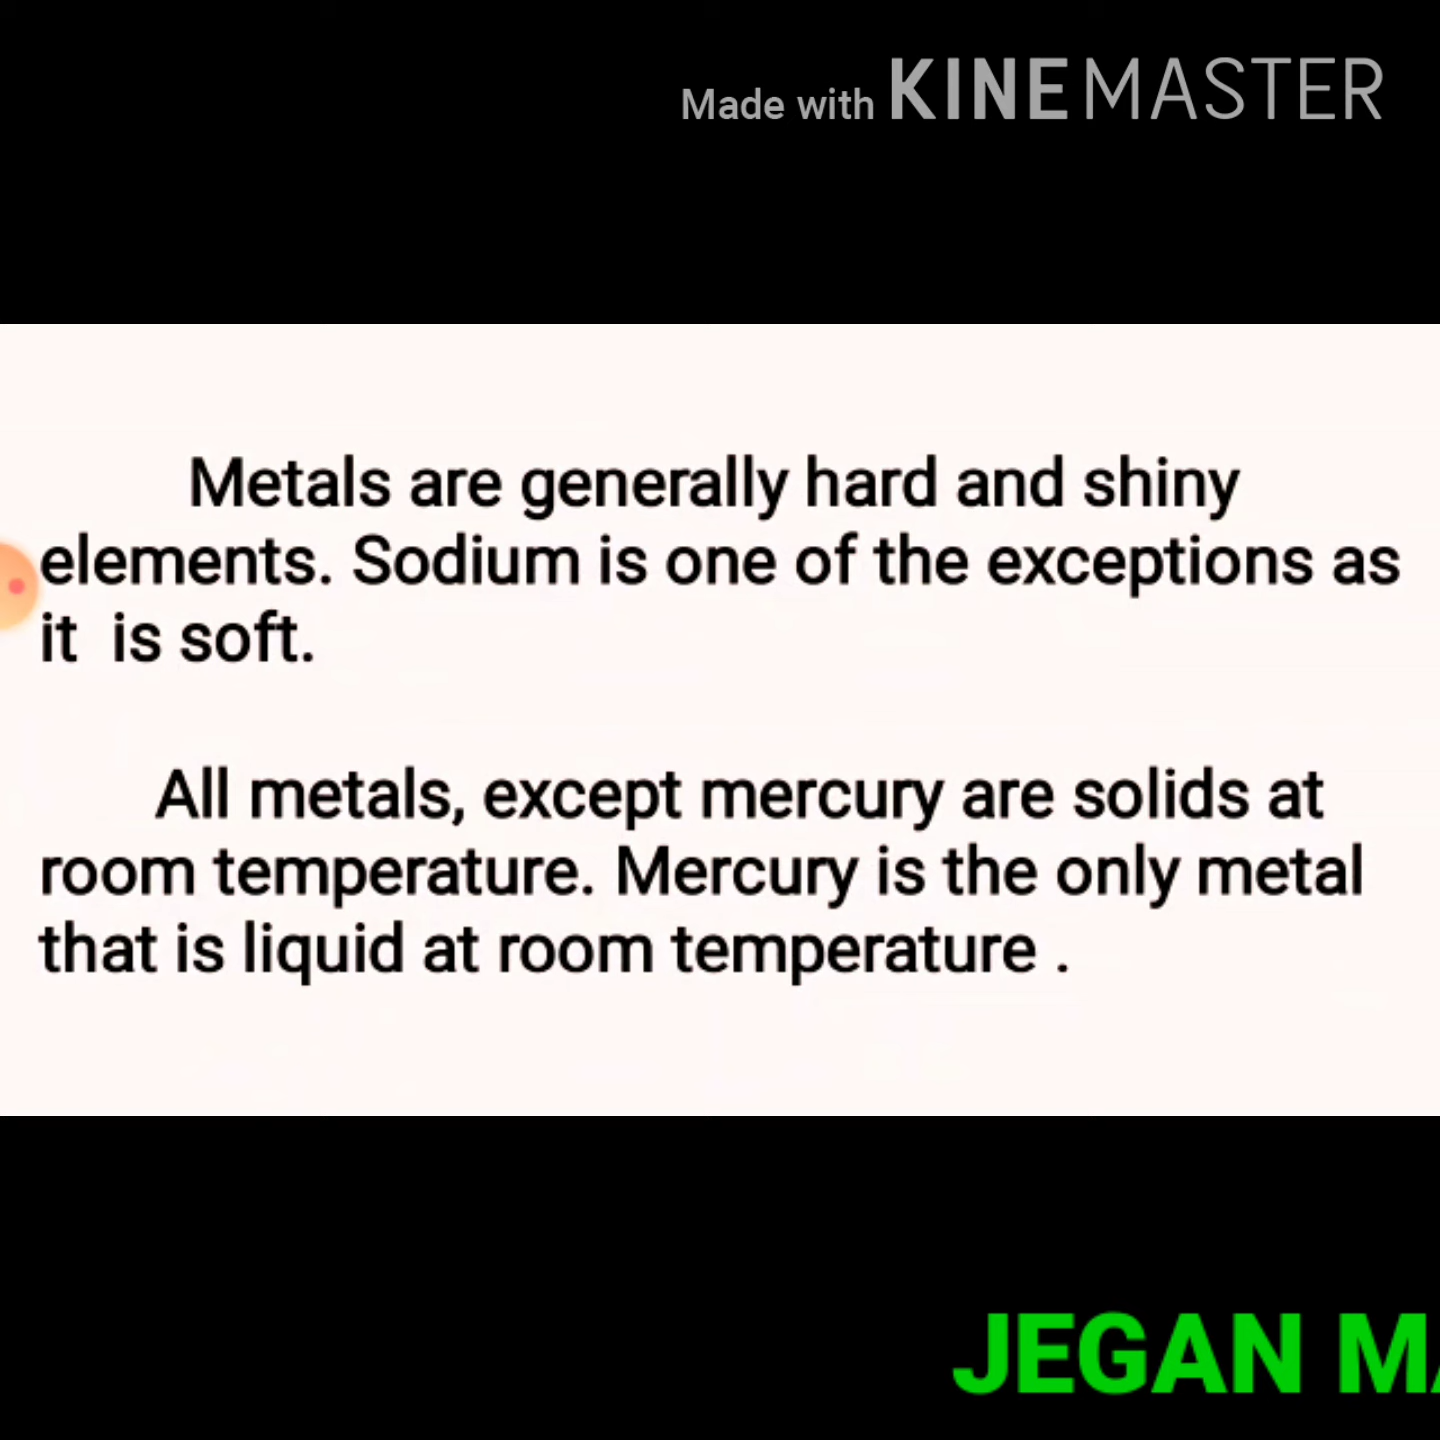 Made with KINEMASTER
Metals are generally hard and shiny
elements. Sodium is one of the exceptions as
it is soft.
All metals, except mercury are solids at
room temperature. Mercury is the only metal
that is liquid at room temperature .
JEGAN